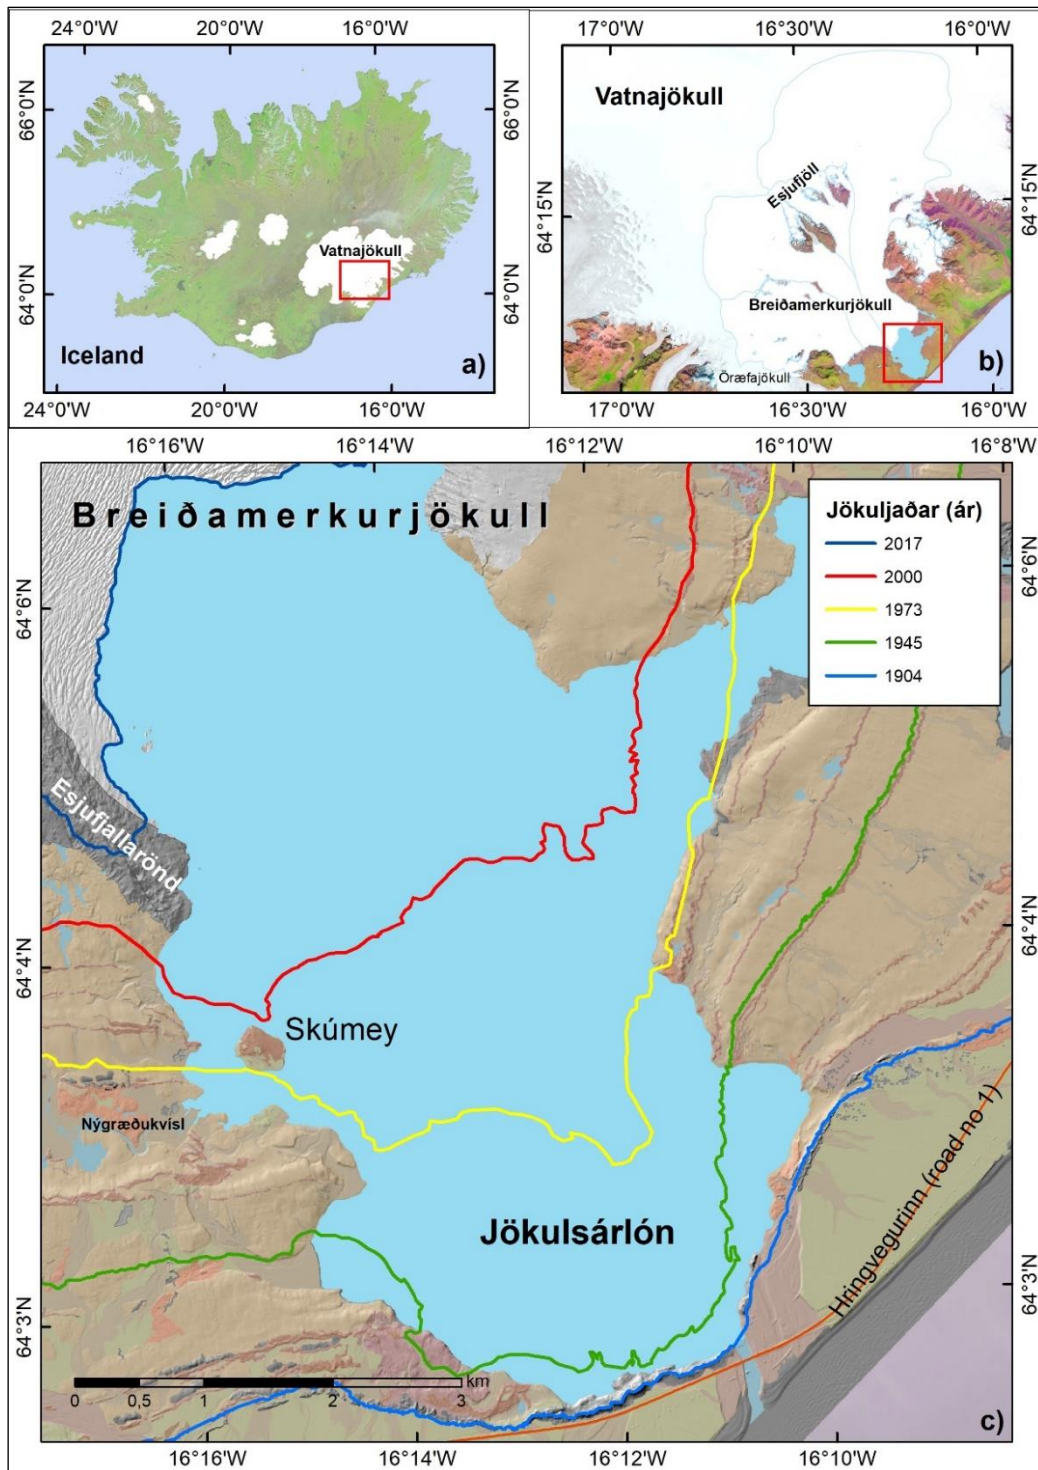 24°0'W 20°0'W 16°0'W
66°0'N
66°0'N
64°0'N
64°0'N
Vatnajökull
Iceland
a)
24°0'W 20°0'W 16°0'W
17°0'W 16°30'W 16°0'W
64°15'N
64°15'N
Vatnajökull
Esjufjöll
Breiðamerkurjökull
Öræfajökull
b)
17°0'W 16°30'W 16°0'W
16°16'W 16°14'W 16°12'W 16°10'W 16°8'W
Breiðamerkurjökull
Jökuljaðar (ár)
2017
2000
1973
1945
1904
64°6'N
64°6'N
Esjufjallarönd
64°4'N
64°4'N
Skúmey
Nýgræðukvísl
Jökulsárlón
Hringvegurinn (road no 1)
64°3'N
64°3'N
km
0 0,5 1 2 3
c)
16°16'W 16°14'W 16°12'W 16°10'W